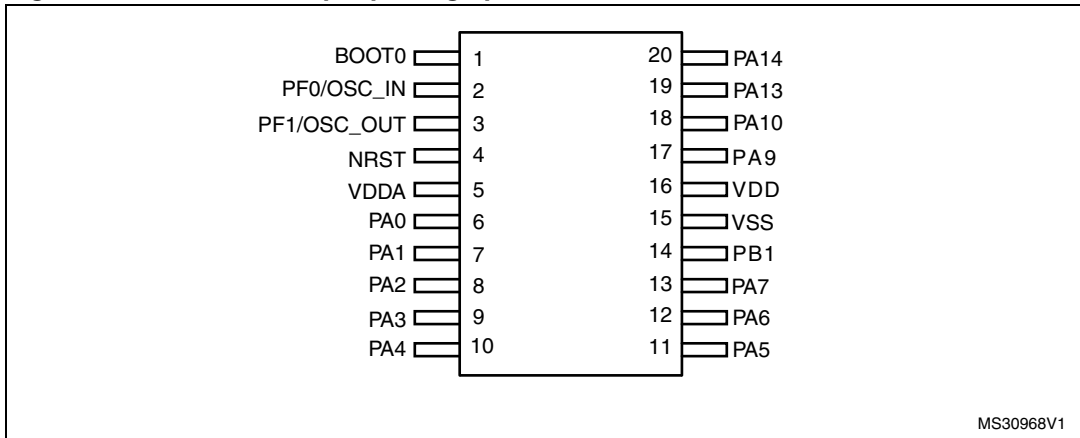 BOOT0 1 20 PA14
PF0/OSC_IN 2 19 PA13
PF1/OSC_OUT 3 18 PA10
NRST 4 17 PA9
VDDA 5 16 VDD
PA0 6 15 VSS
PA1 7 14 PB1
PA2 8 13 PA7
PA3 9 12 PA6
PA4 10 11 PA5
MS30968V1